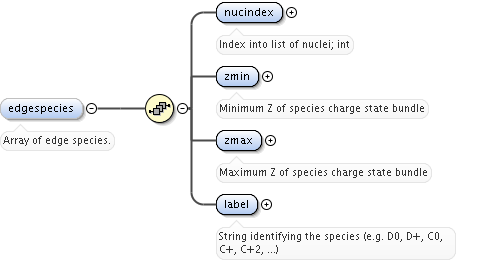 nucindex
Index into list of nuclei; int
zmin
Minimum Z of species charge state bundle
edgespecies
Array of edge species.
zmax
Maximum Z of species charge state bundle
label
String identifying the species (e.g. D0, D+, C0,
C+, C+2, ...)